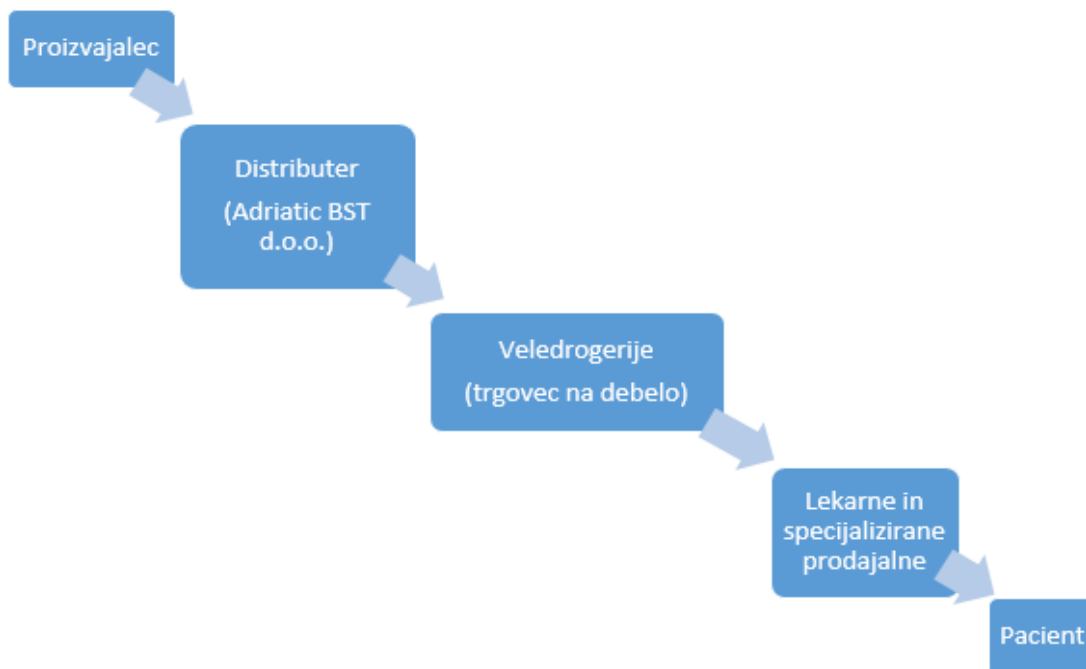 Proizvajalec
Distributer
(Adriatic BST
d.o.o.)
Veledrogerije
(trgovec na debelo)
Lekarne in
specijalizirane
prodajalne
Pacient